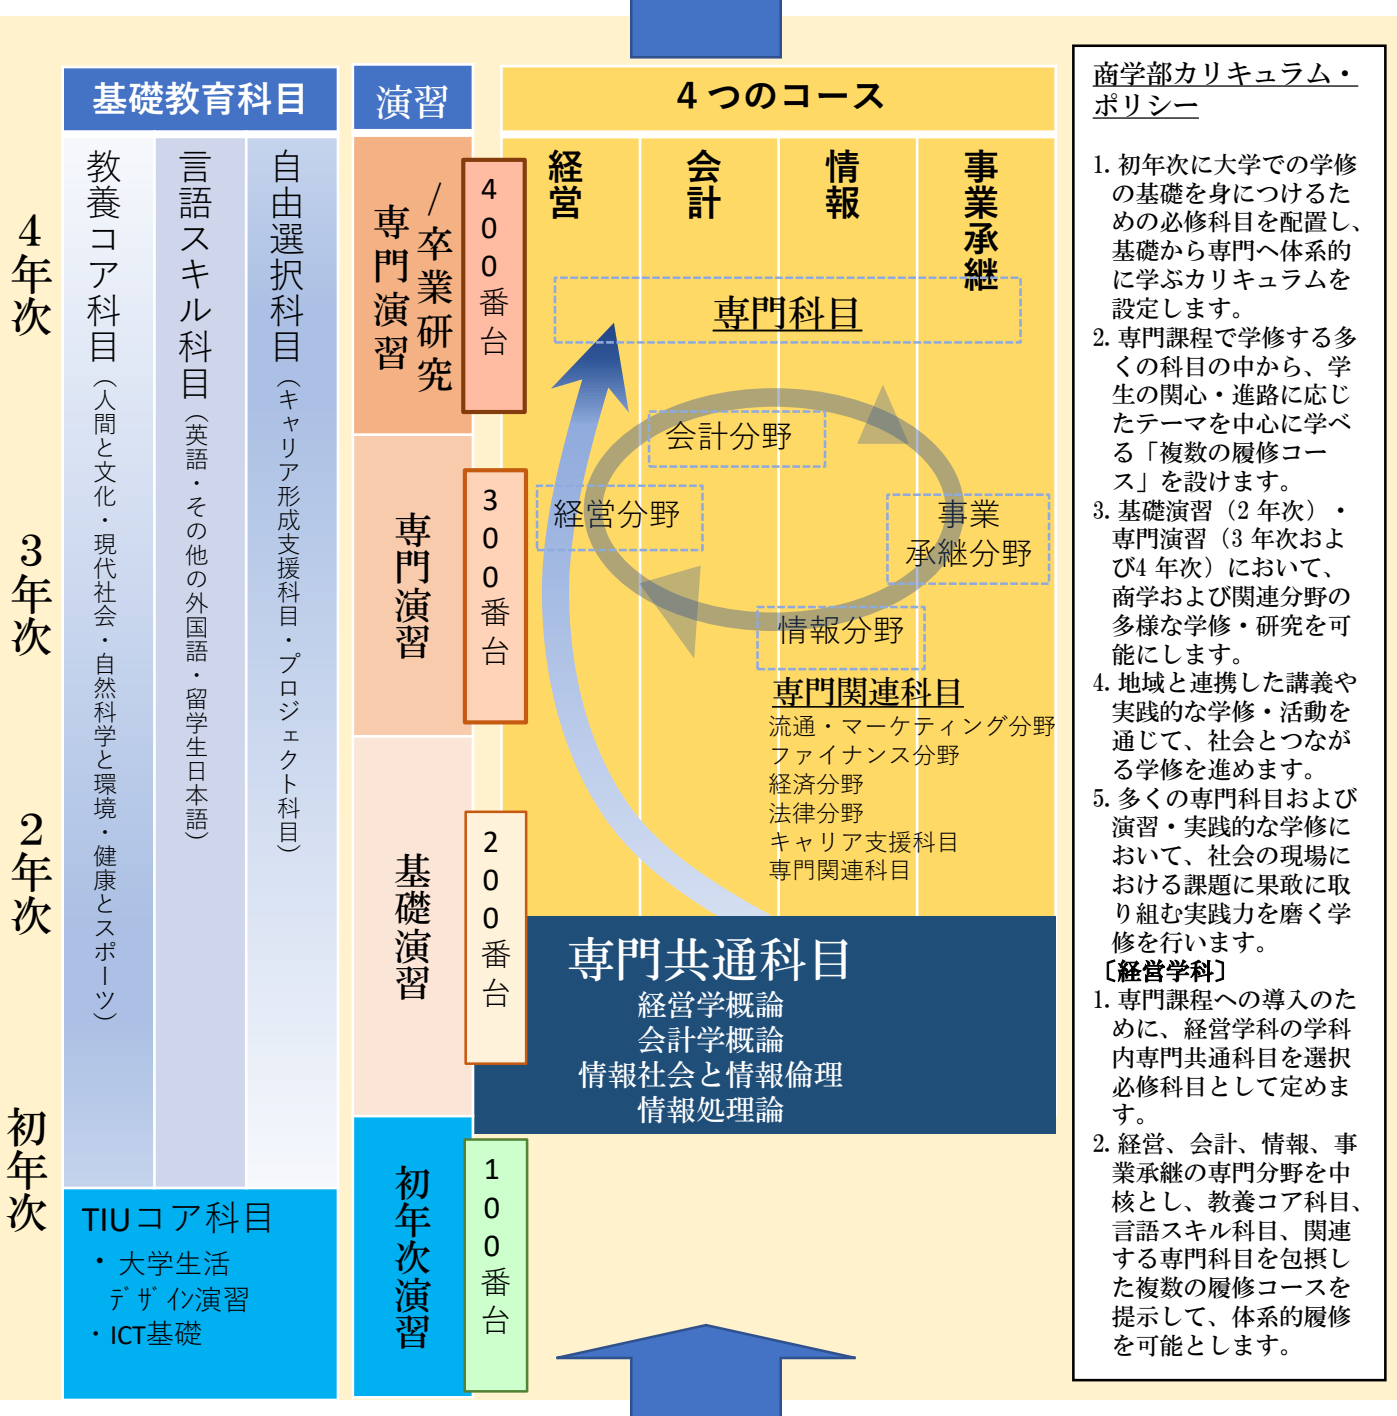 基礎教育科目
演習
4つのコース
4年次
3年次
2年次
初年次
教養コア科目（人間と文化・現代社会・自然科学と環境・健康とスポーツ）
言語スキル科目（英語・その他の外国語・留学生日本語）
自由選択科目（キャリア形成支援科目・プロジェクト科目）
TIUコア科目
・大学生活
ﾃﾞｻﾞｲﾝ演習
・ICT基礎
専門演習
/卒業研究
専門演習
基礎演習
初年次演習
400番台
300番台
200番台
100番台
経営
会計
情報
事業承継
専門科目
会計分野
経営分野
事業
承継分野
情報分野
専門関連科目
流通・マーケティング分野
ファイナンス分野
経済分野
法律分野
キャリア支援科目
専門関連科目
専門共通科目
経営学概論
会計学概論
情報社会と情報倫理
情報処理論
商学部カリキュラム・
ポリシー
1. 初年次に大学での学修
の基礎を身につけるた
めの必修科目を配置し、
基礎から専門へ体系的
に学ぶカリキュラムを
設定します。
2. 専門課程で学修する多
くの科目の中から、学
生の関心・進路に応じ
たテーマを中心に学べ
る「複数の履修コー
ス」を設けます。
3. 基礎演習（2 年次）・
専門演習（3 年次およ
び4 年次）において、
商学および関連分野の
多様な学修・研究を可
能にします。
4. 地域と連携した講義や
実践的な学修・活動を
通じて、社会とつなが
る学修を進めます。
5. 多くの専門科目および
演習・実践的な学修に
おいて、社会の現場に
おける課題に果敢に取
り組む実践力を磨く学
修を行います。
〔経営学科〕
1. 専門課程への導入のた
めに、経営学科の学科
内専門共通科目を選択
必修科目として定めま
す。
2. 経営、会計、情報、事
業承継の専門分野を中
核とし、教養コア科目、
言語スキル科目、関連
する専門科目を包摂し
た複数の履修コースを
提示して、体系的履修
を可能とします。